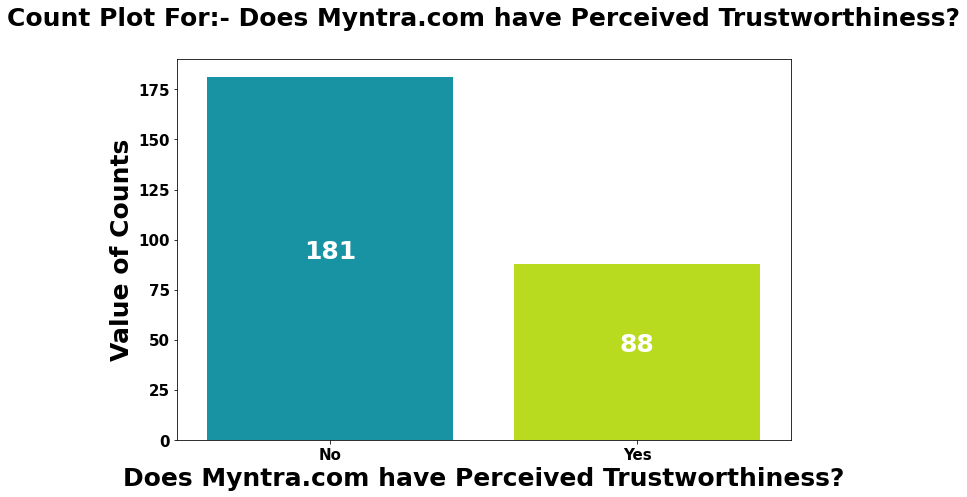 Count Plot For:- Does Myntra.com have Perceived Trustworthiness?
Value of Counts
175
150
125
100
75
50
25
0
181
88
No
Yes
Does Myntra.com have Perceived Trustworthiness?